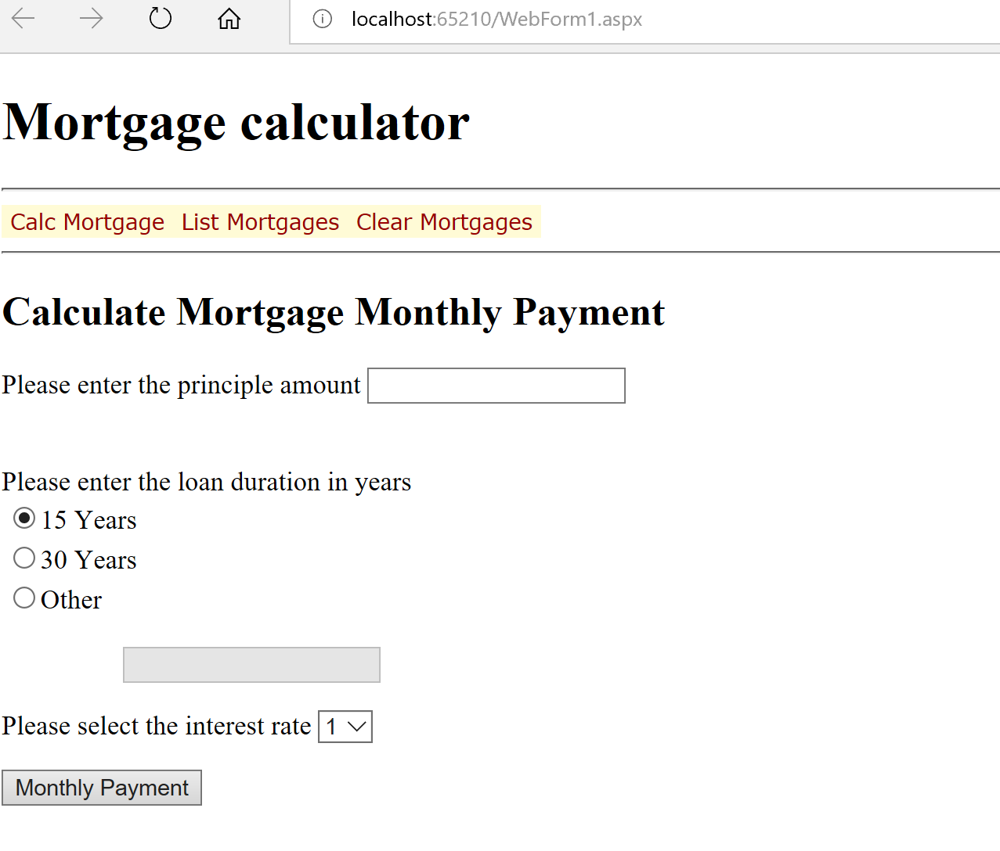 localhost:65210/WebForm1.aspx
Mortgage calculator
Calc Mortgage List Mortgages Clear Mortgages
Calculate Mortgage Monthly Payment
Please enter the principle amount
Please enter the loan duration in years
15 Years
30 Years
Other
Please select the interest rate 1
Monthly Payment